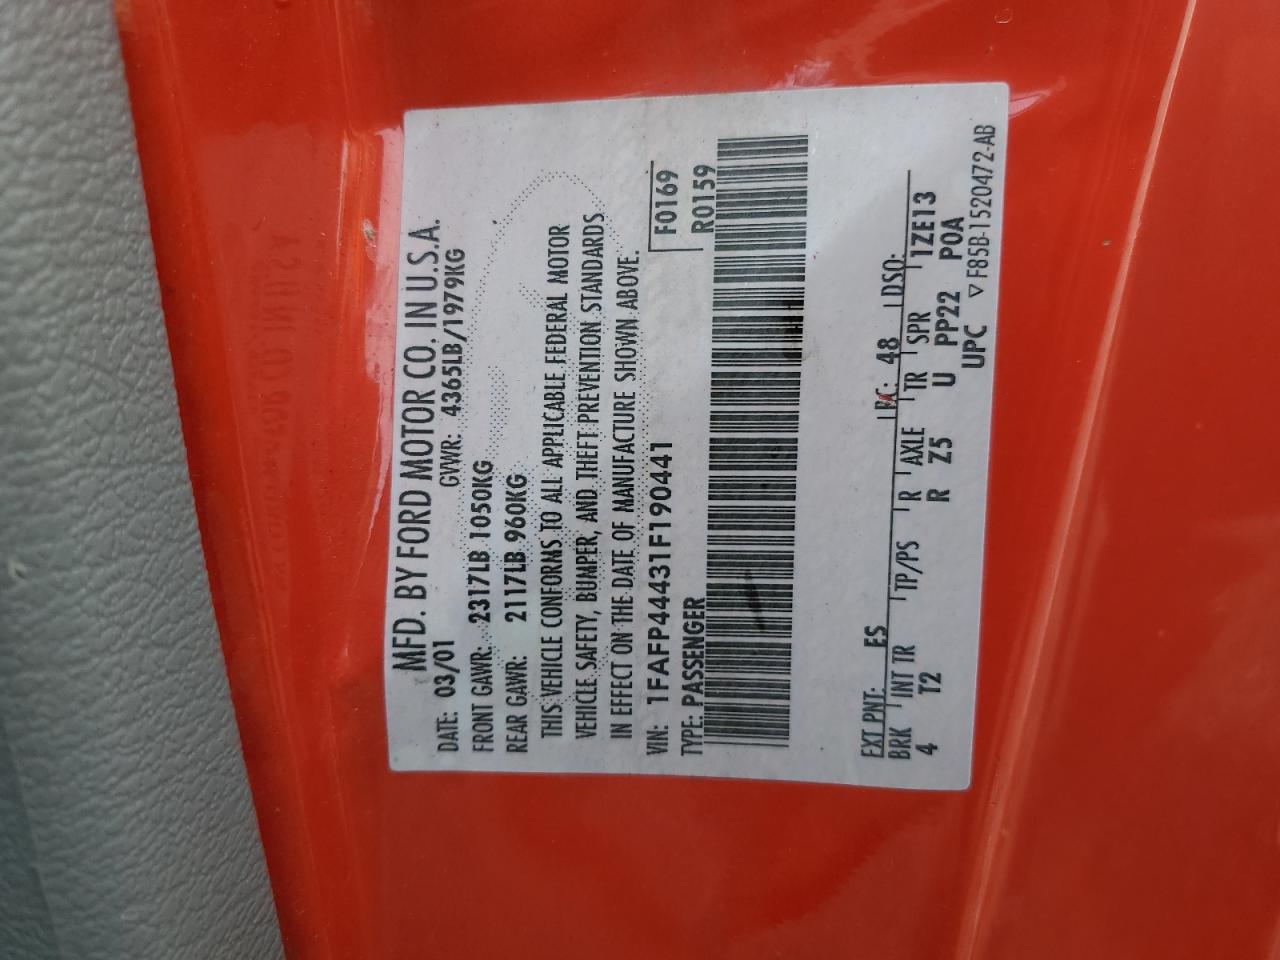 MFD. BY FORD MOTOR CO. IN U.S.A.
DATE: 03/01 GVWR: 4365LB/1979KG
FRONT GAWR: 2317LB 1050KG
REAR GAWR: 2117LB 960KG
THIS VEHICLE CONFORMS TO ALL APPLICABLE FEDERAL MOTOR
VEHICLE SAFETY, BUMPER, AND THEFT PREVENTION STANDARDS
IN EFFECT ON THE DATE OF MANUFACTURE SHOWN ABOVE.
VIN: 1FAFP44431F190441 F0169
TYPE: PASSENGER R0159
EXT PNT: ES RC: 48 DSO:
BRK INT TR TP/PS R AXLE TR SPR 1ZE13
4 T2 R Z5 U PP22 P0A
UPC ▽ F85B-1520472-AB